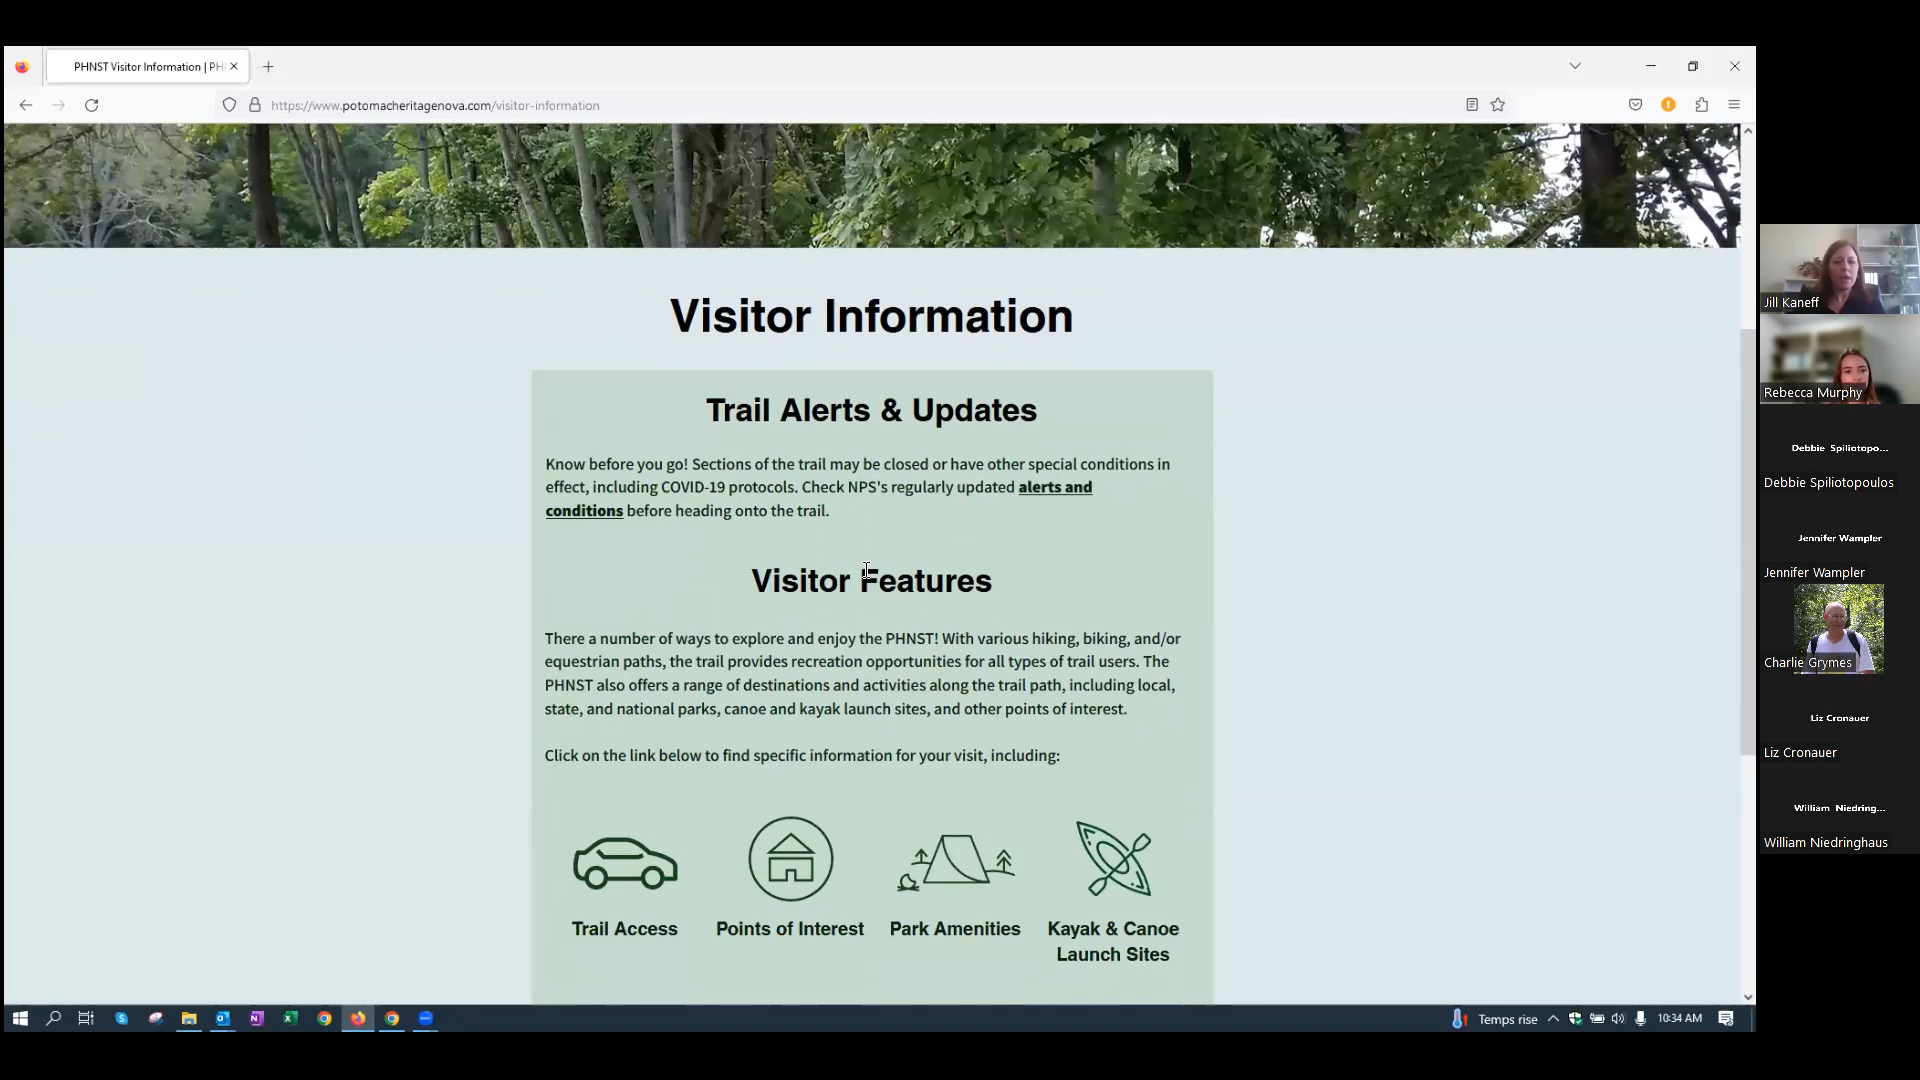 PHNST Visitor Information | PH
https://www.potomacheritagenova.com/visitor-information
Visitor Information
Trail Alerts & Updates
Know before you go! Sections of the trail may be closed or have other special conditions in
effect, including COVID-19 protocols. Check NPS's regularly updated alerts and
conditions before heading onto the trail.
Visitor Features
There a number of ways to explore and enjoy the PHNST! With various hiking, biking, and/or
equestrian paths, the trail provides recreation opportunities for all types of trail users. The
PHNST also offers a range of destinations and activities along the trail path, including local,
state, and national parks, canoe and kayak launch sites, and other points of interest.
Click on the link below to find specific information for your visit, including:
Trail Access
Points of Interest
Park Amenities
Kayak & Canoe
Launch Sites
Temps rise
10:34 AM
Jill Kaneff
Rebecca Murphy
Debbie Spiliotopo...
Debbie Spiliotopoulos
Jennifer Wampler
Jennifer Wampler
Charlie Grymes
Liz Cronauer
Liz Cronauer
William Niedring...
William Niedringhaus